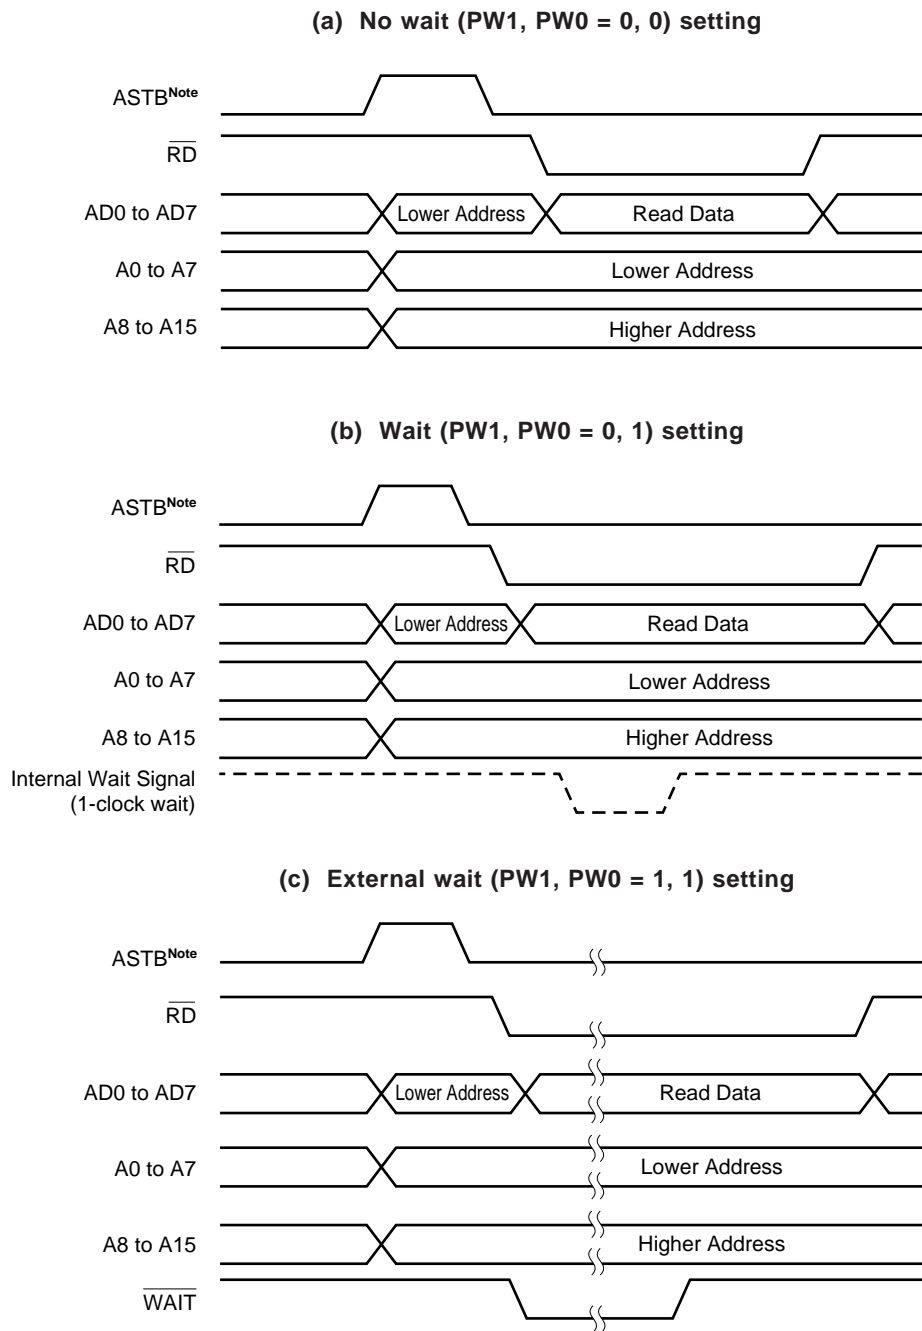 (a) No wait (PW1, PW0 = 0, 0) setting
ASTBNote
RD
AD0 to AD7
Lower Address
Read Data
A0 to A7
Lower Address
A8 to A15
Higher Address
(b) Wait (PW1, PW0 = 0, 1) setting
ASTBNote
RD
AD0 to AD7
Lower Address
Read Data
A0 to A7
Lower Address
A8 to A15
Higher Address
Internal Wait Signal
(1-clock wait)
(c) External wait (PW1, PW0 = 1, 1) setting
ASTBNote
RD
AD0 to AD7
Lower Address
Read Data
A0 to A7
Lower Address
A8 to A15
Higher Address
WAIT